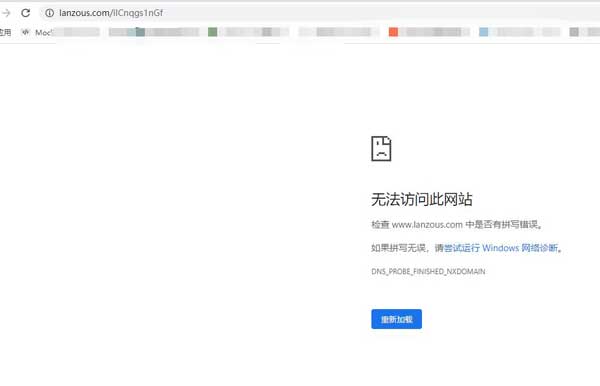 lanzous.com/iICnqgs1nGf
应用
Moc
无法访问此网站
检查 www.lanzous.com 中是否有拼写错误。
如果拼写无误，请尝试运行 Windows 网络诊断。
DNS_PROBE_FINISHED_NXDOMAIN
重新加载